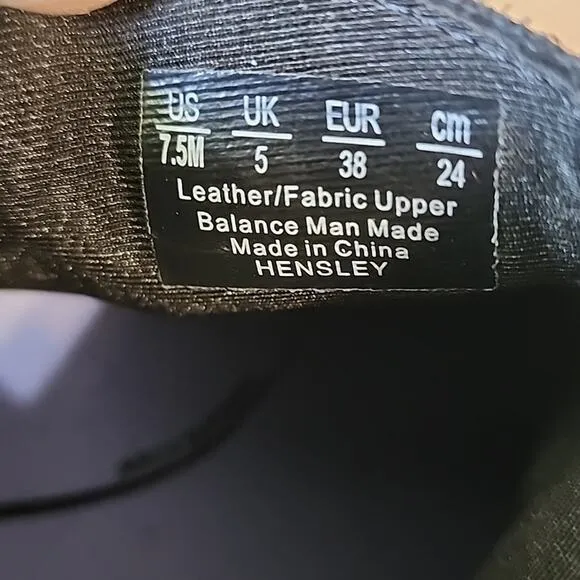 US UK EUR cm
7.5M 5 38 24
Leather/Fabric Upper
Balance Man Made
Made in China
HENSLEY